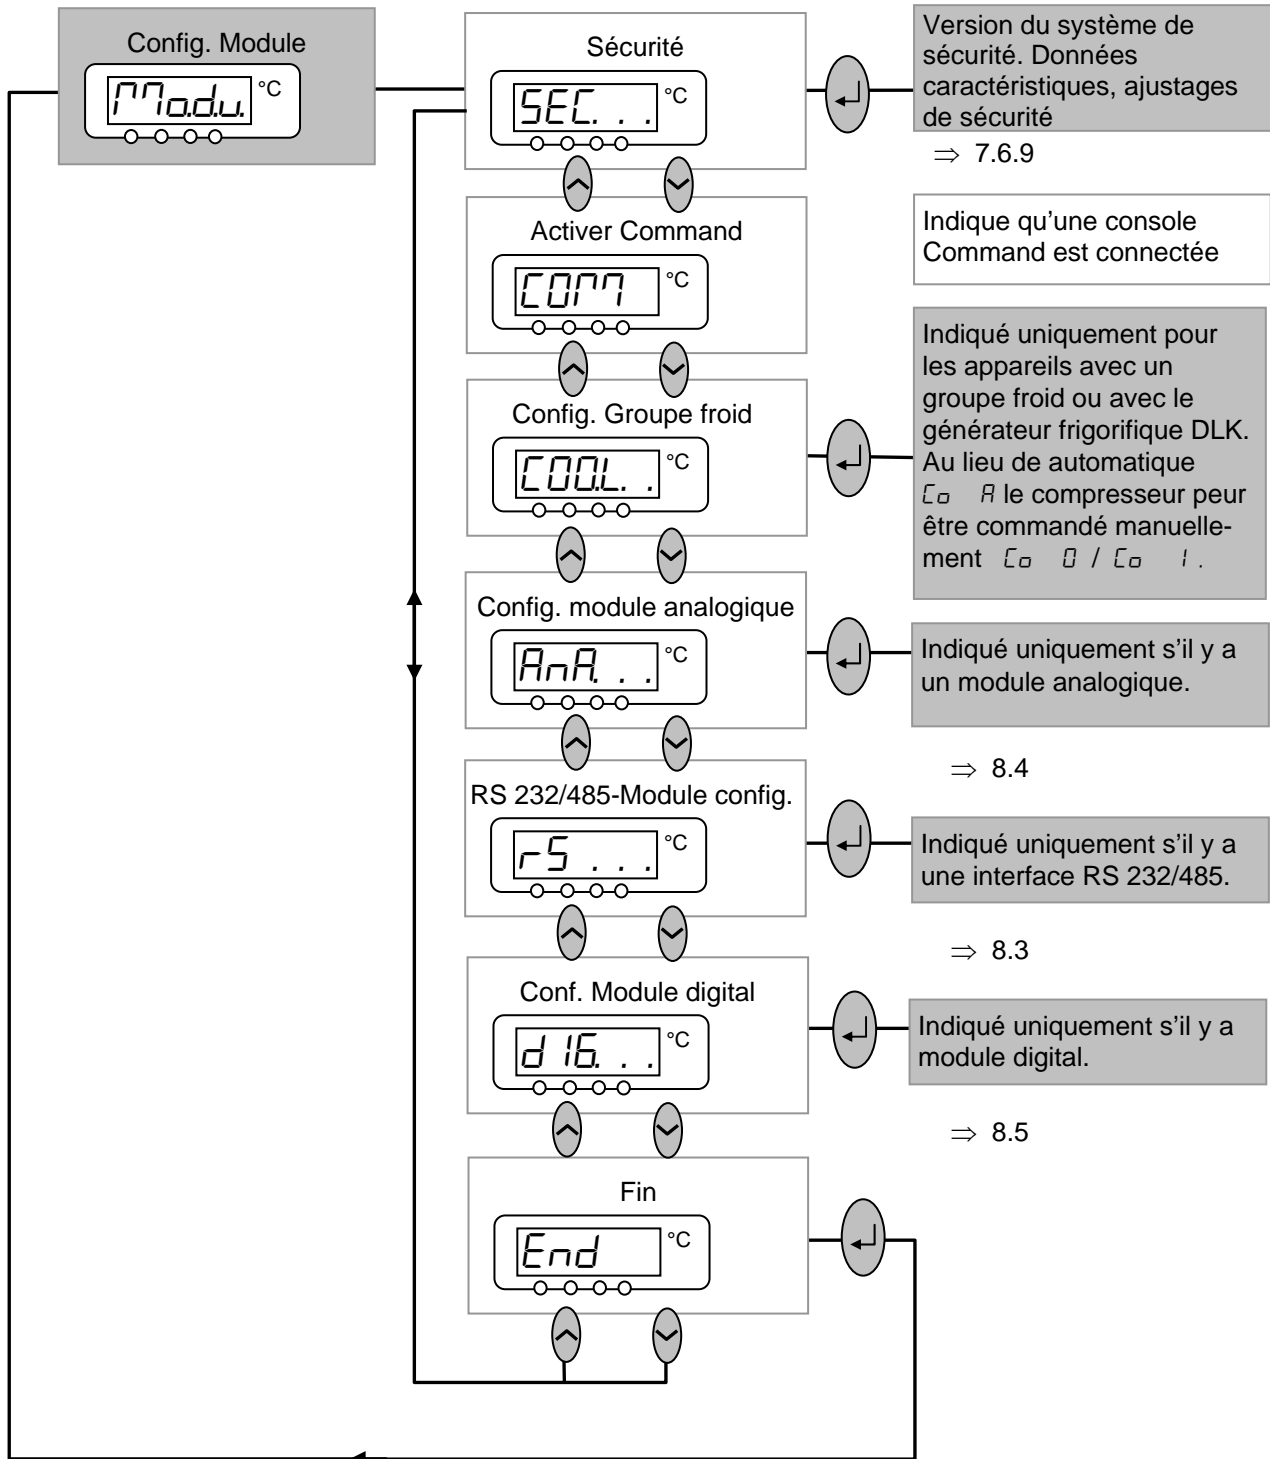 Config. Module
Mo.d.u.
°C
Sécurité
SEC. . .
°C
Version du système de
sécurité. Données
caractéristiques, ajustages
de sécurité
⇒ 7.6.9
Activer Command
COM
°C
Indique qu’une console
Command est connectée
Config. Groupe froid
COO.L. .
°C
Indiqué uniquement pour
les appareils avec un
groupe froid ou avec le
générateur frigorifique DLK.
Au lieu de automatique
Co A le compresseur peur
être commandé manuelle-
ment Co 0 / Co 1 .
Config. module analogique
AnA. . .
°C
Indiqué uniquement s’il y a
un module analogique.
⇒ 8.4
RS 232/485-Module config.
rS . . .
°C
Indiqué uniquement s’il y a
une interface RS 232/485.
⇒ 8.3
Conf. Module digital
dIG. . .
°C
Indiqué uniquement s’il y a
module digital.
⇒ 8.5
Fin
End
°C